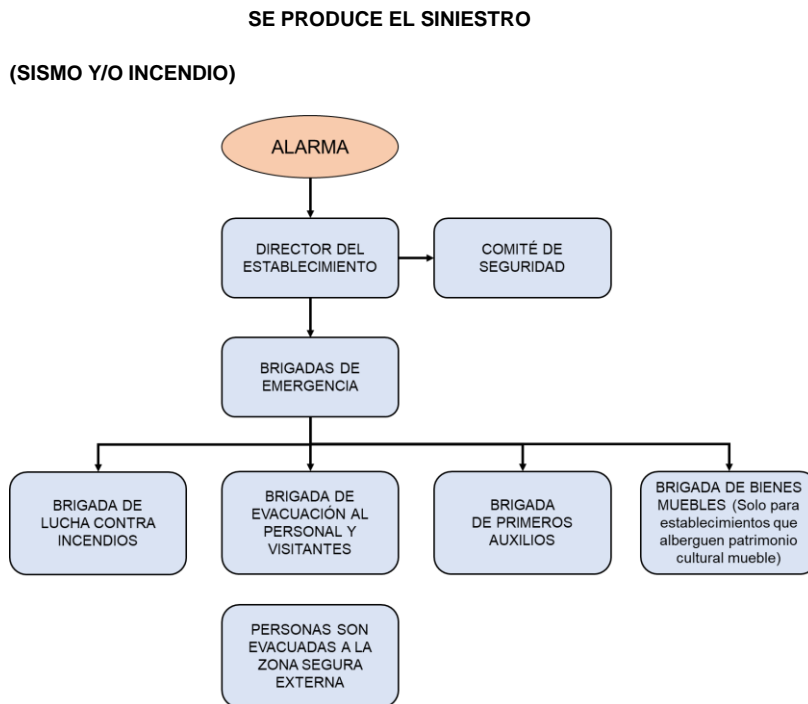 SE PRODUCE EL SINIESTRO
(SISMO Y/O INCENDIO)
ALARMA
DIRECTOR DEL
ESTABLECIMIENTO
COMITÉ DE
SEGURIDAD
BRIGADAS DE
EMERGENCIA
BRIGADA DE
LUCHA CONTRA
INCENDIOS
BRIGADA DE
EVACUACIÓN AL
PERSONAL Y
VISITANTES
BRIGADA
DE PRIMEROS
AUXILIOS
BRIGADA DE BIENES
MUEBLES (Solo para
establecimientos que
alberguen patrimonio
cultural mueble)
PERSONAS SON
EVACUADAS A LA
ZONA SEGURA
EXTERNA